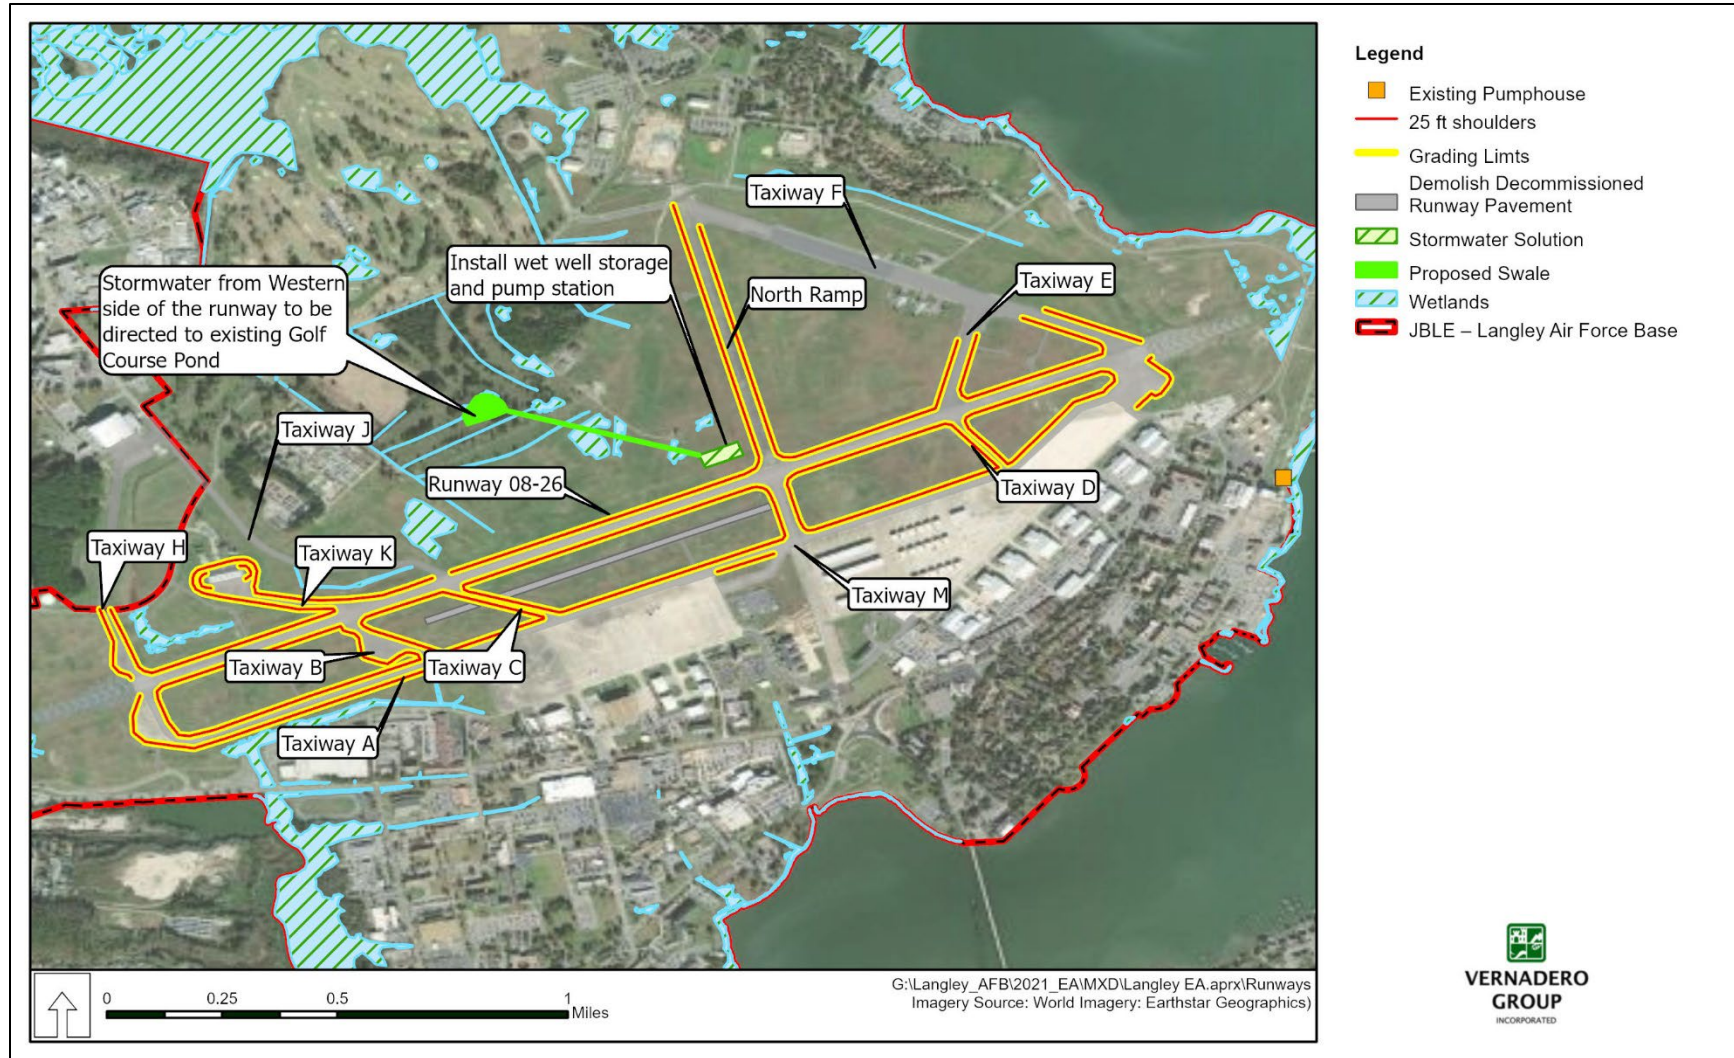 Legend
Existing Pumphouse
25 ft shoulders
Grading Limts
Demolish Decommissioned
Runway Pavement
Stormwater Solution
Proposed Swale
Wetlands
JBLE – Langley Air Force Base
Taxiway F
Install wet well storage
and pump station
Stormwater from Western
side of the runway to be
directed to existing Golf
Course Pond
North Ramp
Taxiway E
Taxiway J
Runway 08-26
Taxiway D
Taxiway H
Taxiway K
Taxiway M
Taxiway B
Taxiway C
Taxiway A
0 0.25 0.5 1
Miles
G:\Langley_AFB\2021_EA\MXD\Langley EA.aprx\Runways
Imagery Source: World Imagery: Earthstar Geographics)
VERNADERO
GROUP
INCORPORATED